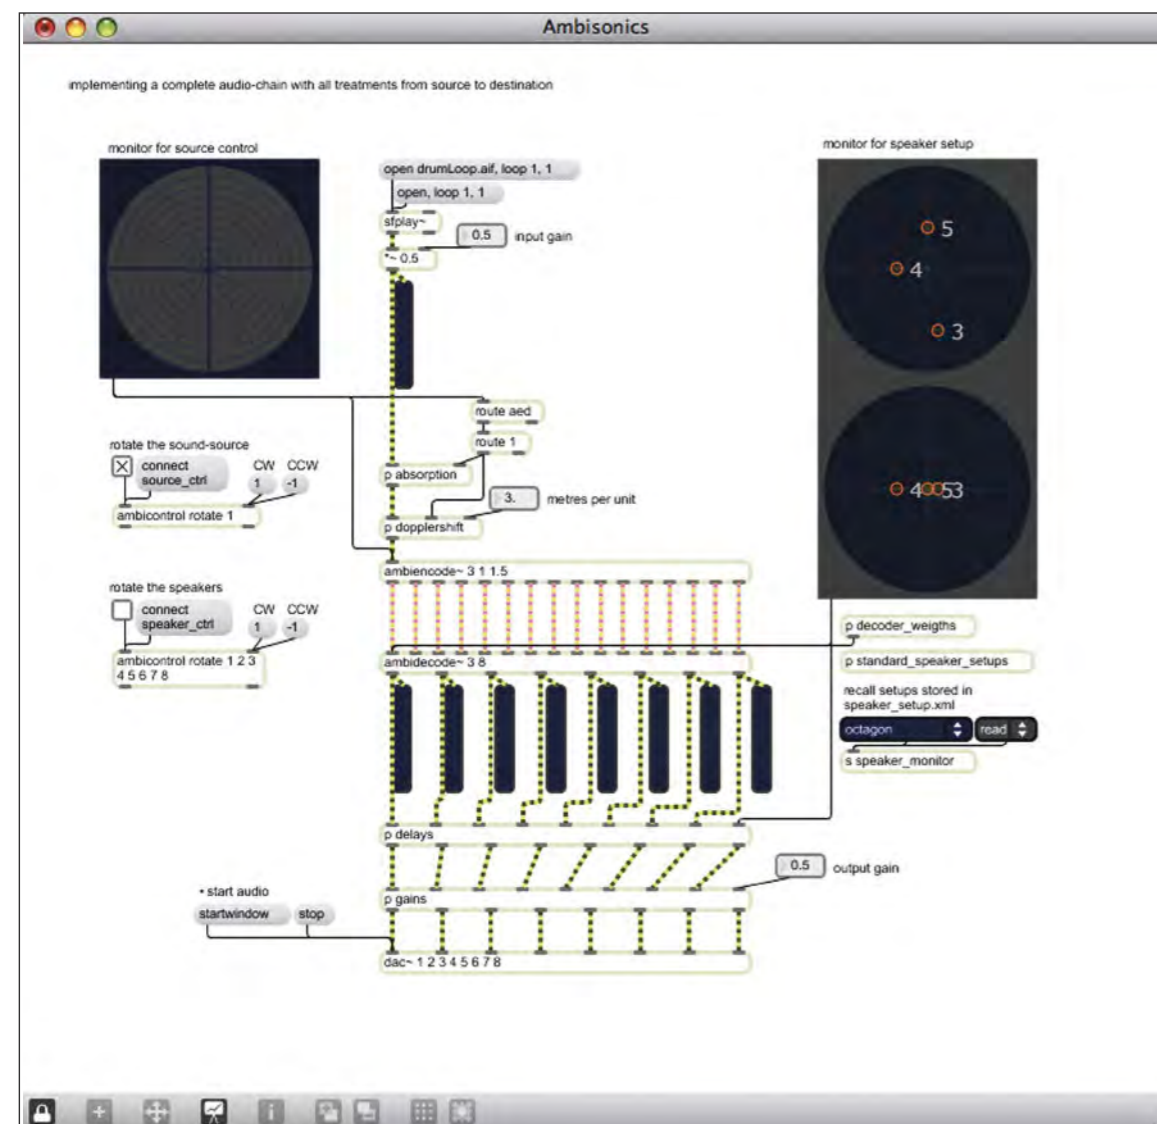 Ambisonics
implementing a complete audio-chain with all treatments from source to destination
monitor for source control
open drumLoop.aif, loop 1, 1
open, loop 1, 1
sfplay~
0.5 input gain
*~ 0.5
route aed
route 1
p absorption
3. metres per unit
p dopplershift
rotate the sound-source
connect
source_ctrl
CW CCW
1 -1
ambicontrol rotate 1
ambiencode~ 3 1 1.5
rotate the speakers
connect
speaker_ctrl
CW CCW
1 -1
ambicontrol rotate 1 2 3
4 5 6 7 8
ambidecode~ 3 8
p delays
0.5 output gain
p gains
• start audio
startwindow stop
dac~ 1 2 3 4 5 6 7 8
monitor for speaker setup
5
4
3
4 53
p decoder_weigths
p standard_speaker_setups
recall setups stored in
speaker_setup.xml
octagon read
s speaker_monitor